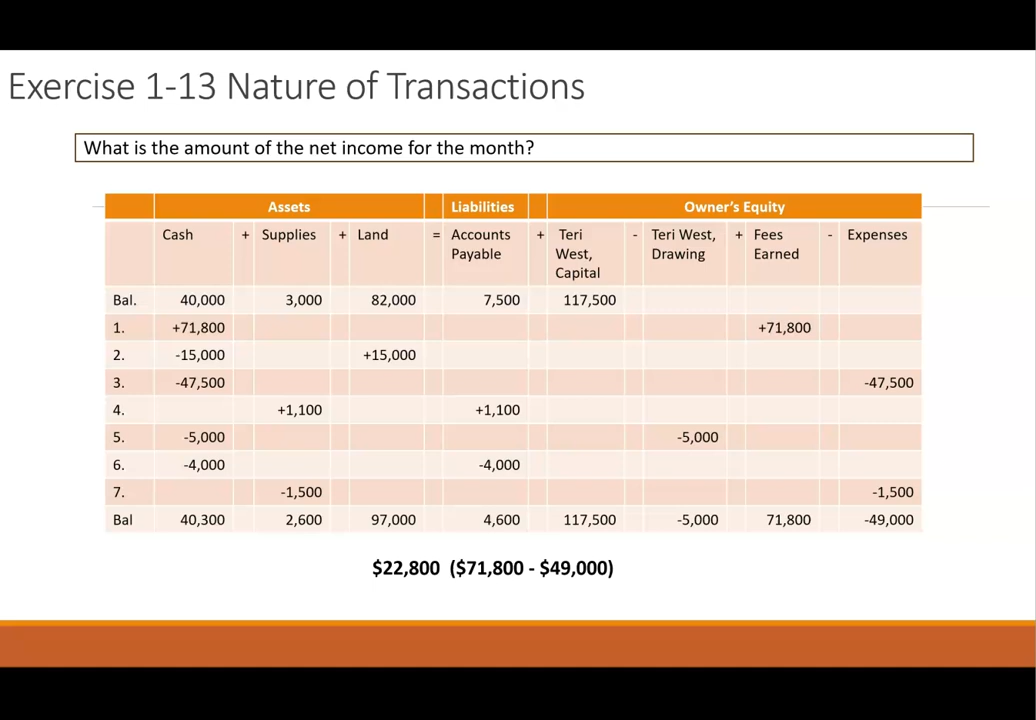 Exercise 1-13 Nature of Transactions
What is the amount of the net income for the month?
Assets Liabilities Owner's Equity
Cash + Supplies + Land = Accounts Payable + Teri West, Capital - Teri West, Drawing + Fees Earned - Expenses
Bal. 40,000 3,000 82,000 7,500 117,500
1. +71,800 +71,800
2. -15,000 +15,000
3. -47,500 -47,500
4. +1,100 +1,100
5. -5,000 -5,000
6. -4,000 -4,000
7. -1,500 -1,500
Bal 40,300 2,600 97,000 4,600 117,500 -5,000 71,800 -49,000
$22,800 ($71,800 - $49,000)